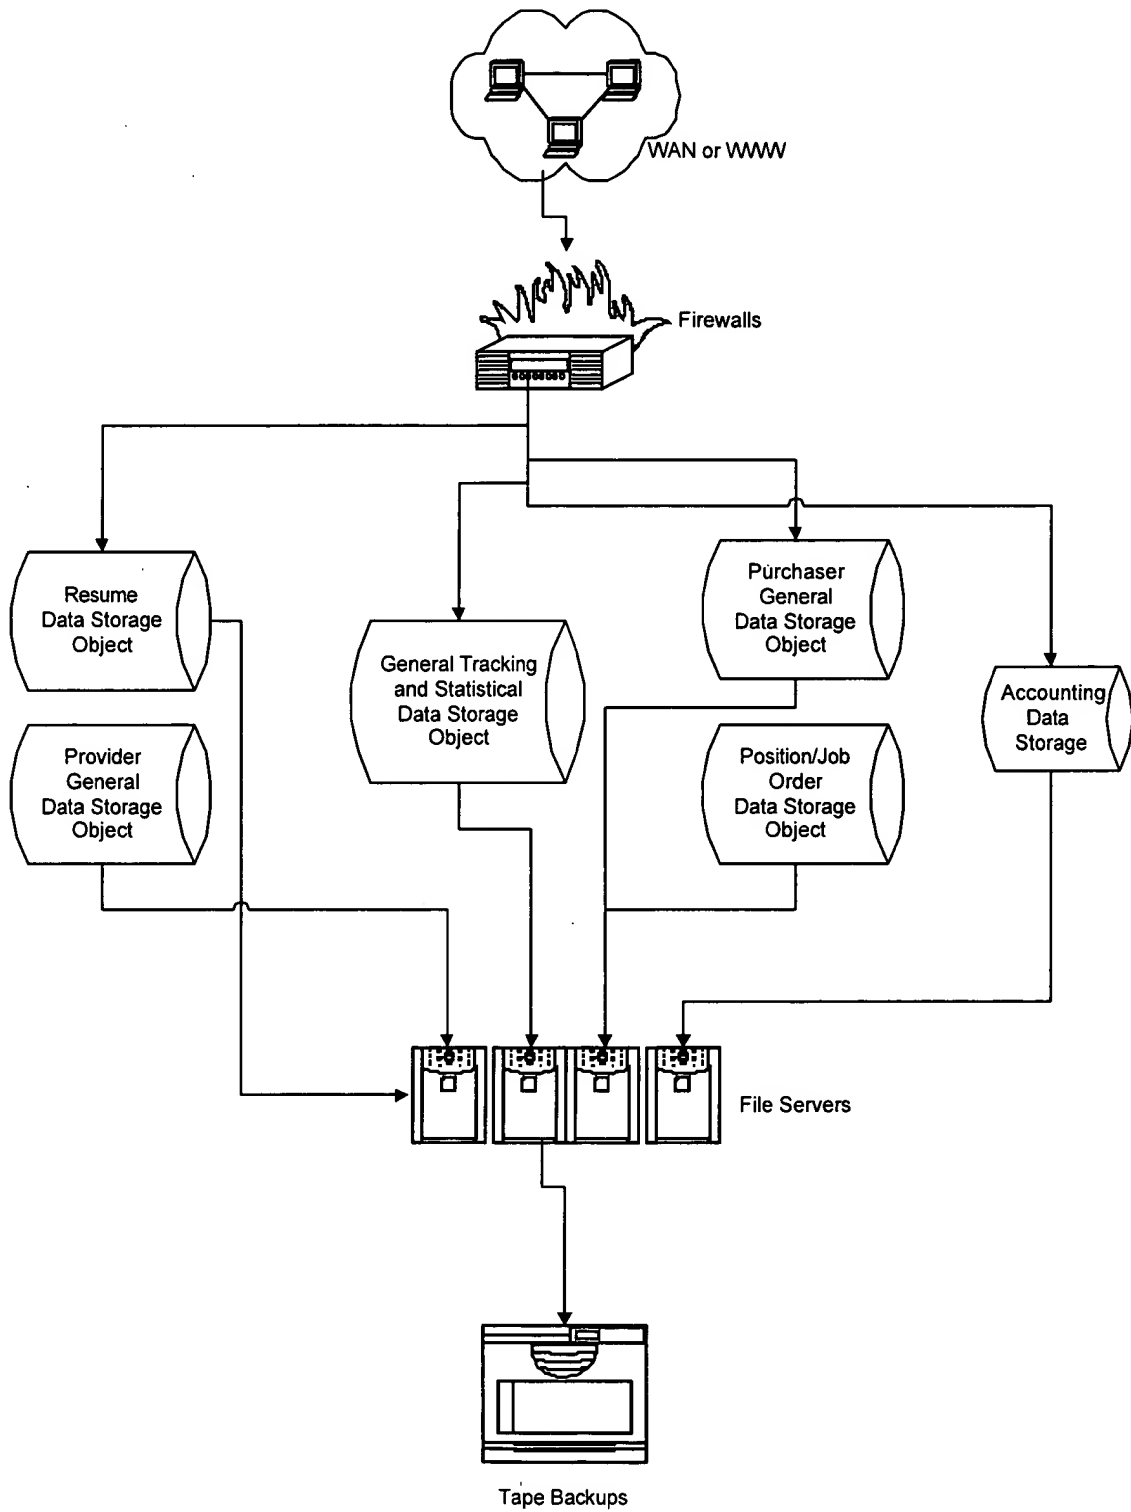 WAN or WWW
Firewalls
Resume
Data Storage
Object
General Tracking
and Statistical
Data Storage
Object
Purchaser
General
Data Storage
Object
Accounting
Data
Storage
Provider
General
Data Storage
Object
Position/Job
Order
Data Storage
Object
File Servers
Tape Backups